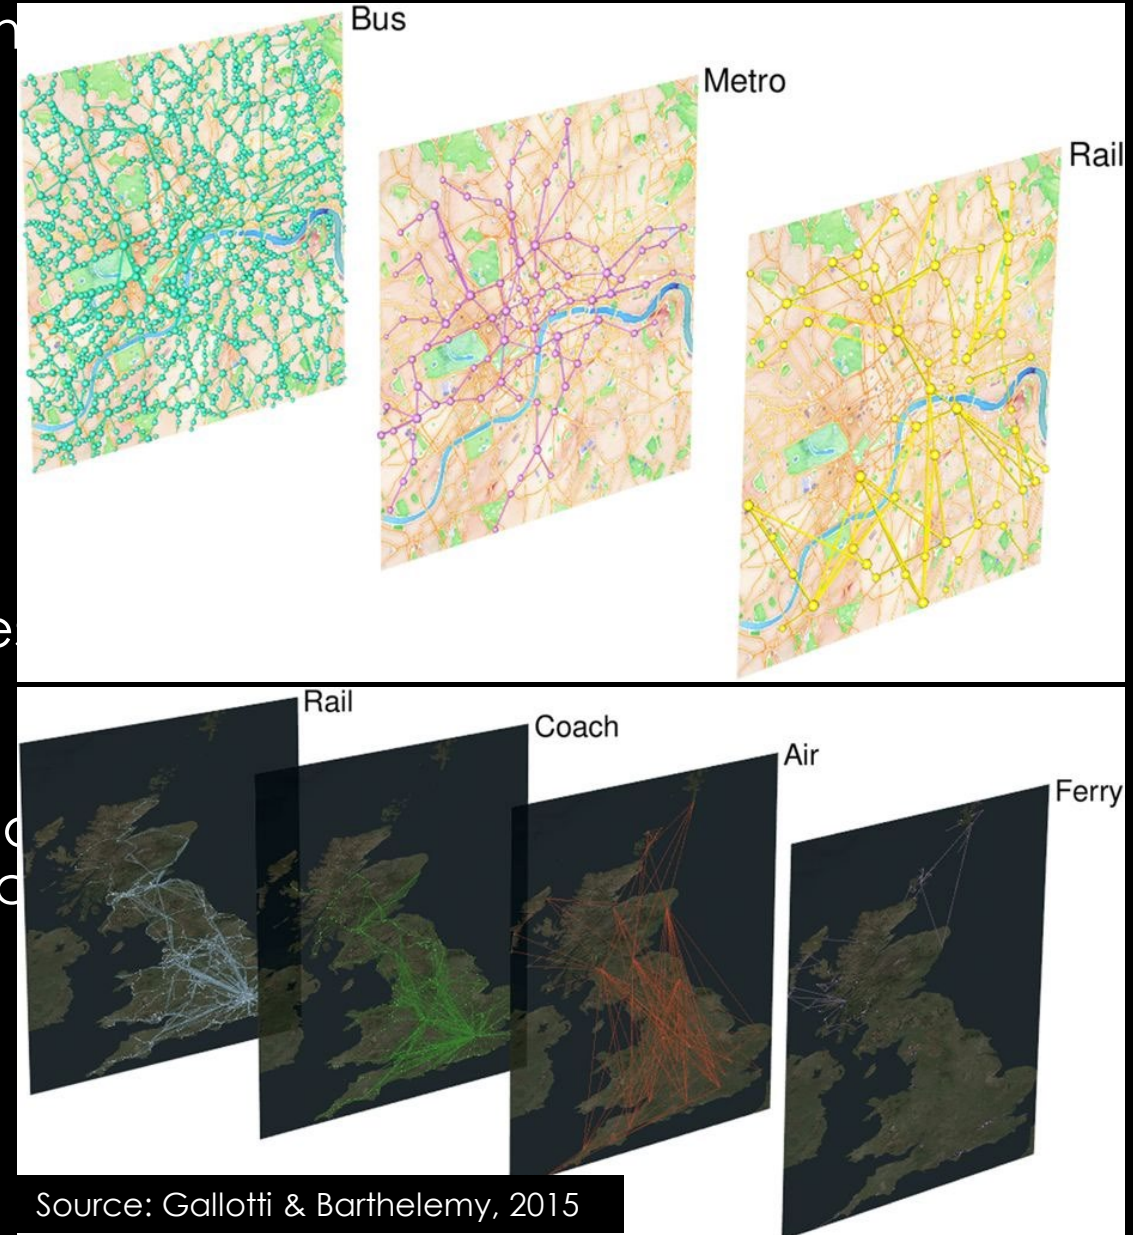 Bus
Metro
Rail
Rail
Coach
Air
Ferry
Source: Gallotti & Barthelemy, 2015